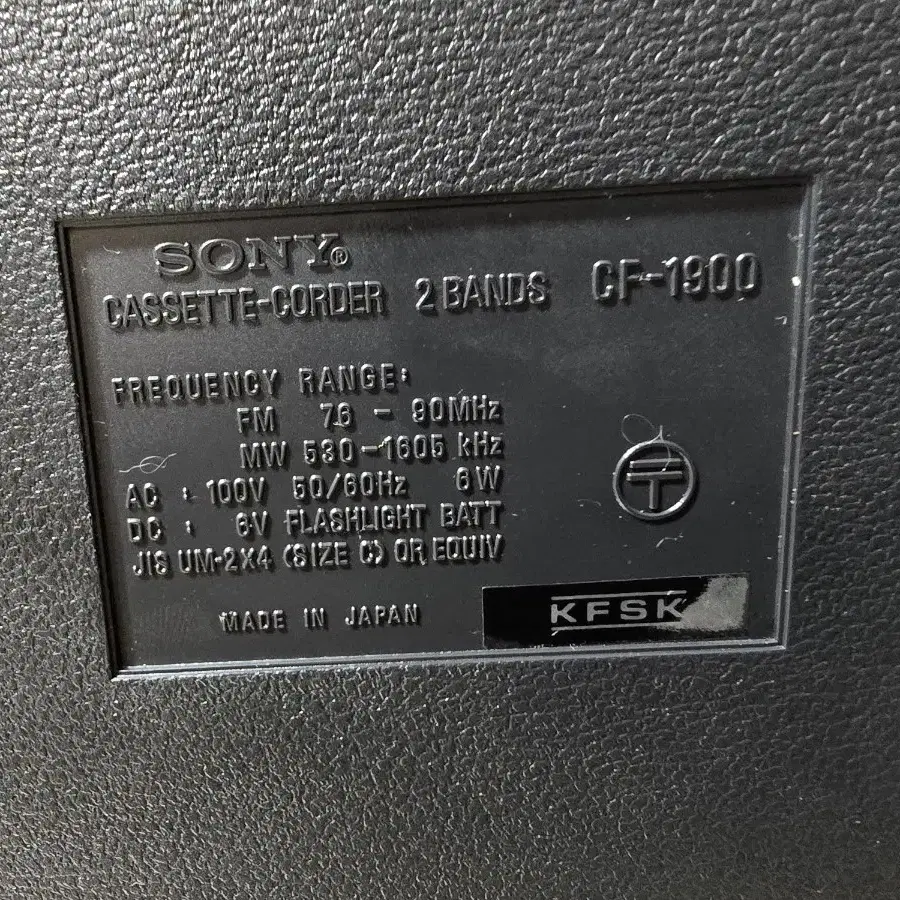 SONY®
CASSETTE-CORDER 2 BANDS CF-1900
FREQUENCY RANGE:
FM 76 - 90MHz
MW 530-1605 kHz
AC : 100V 50/60Hz 6W
DC : 6V FLASHLIGHT BATT
JIS UM-2X4 (SIZE C) OR EQUIV
MADE IN JAPAN
KFSK